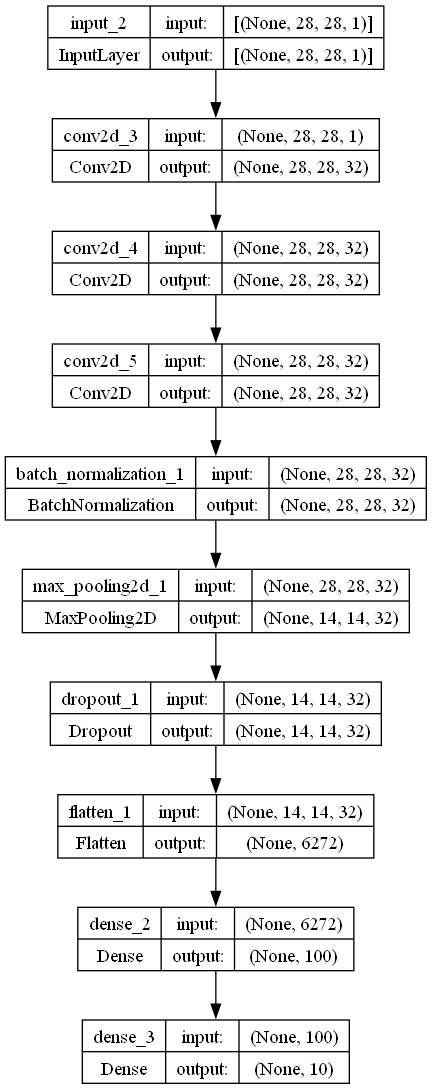 input_2 input: [(None, 28, 28, 1)]
InputLayer output: [(None, 28, 28, 1)]
conv2d_3 input: (None, 28, 28, 1)
Conv2D output: (None, 28, 28, 32)
conv2d_4 input: (None, 28, 28, 32)
Conv2D output: (None, 28, 28, 32)
conv2d_5 input: (None, 28, 28, 32)
Conv2D output: (None, 28, 28, 32)
batch_normalization_1 input: (None, 28, 28, 32)
BatchNormalization output: (None, 28, 28, 32)
max_pooling2d_1 input: (None, 28, 28, 32)
MaxPooling2D output: (None, 14, 14, 32)
dropout_1 input: (None, 14, 14, 32)
Dropout output: (None, 14, 14, 32)
flatten_1 input: (None, 14, 14, 32)
Flatten output: (None, 6272)
dense_2 input: (None, 6272)
Dense output: (None, 100)
dense_3 input: (None, 100)
Dense output: (None, 10)